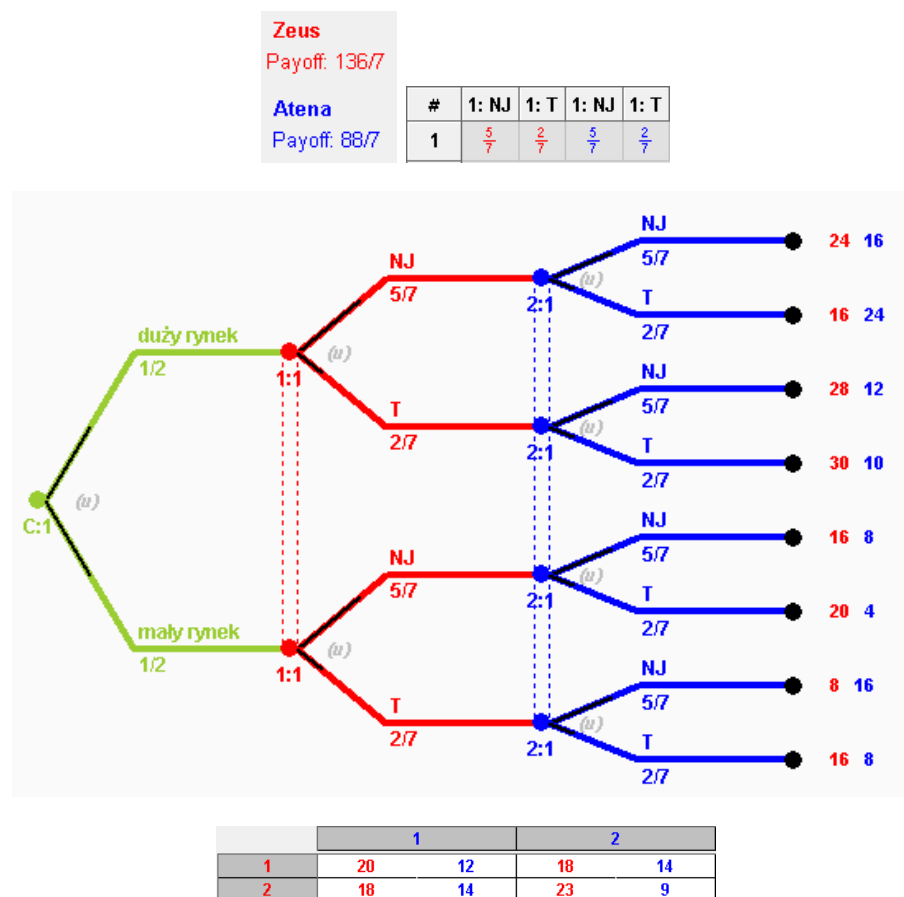 Zeus
Payoff: 136/7
Atena
Payoff: 88/7
# 1: NJ 1: T 1: NJ 1: T
1 5/7 2/7 5/7 2/7
NJ
24 16
5/7
NJ
(u)
5/7
2:1
T
16 24
duży rynek
2/7
1/2
(u)
NJ
1:1
28 12
5/7
T
(u)
2/7
2:1
T
30 10
2/7
(u)
C:1
NJ
16 8
5/7
NJ
(u)
5/7
2:1
T
20 4
mały rynek
2/7
1/2
(u)
1:1
NJ
8 16
5/7
T
(u)
2/7
2:1
T
16 8
2/7
1 2
1 20 12 18 14
2 18 14 23 9